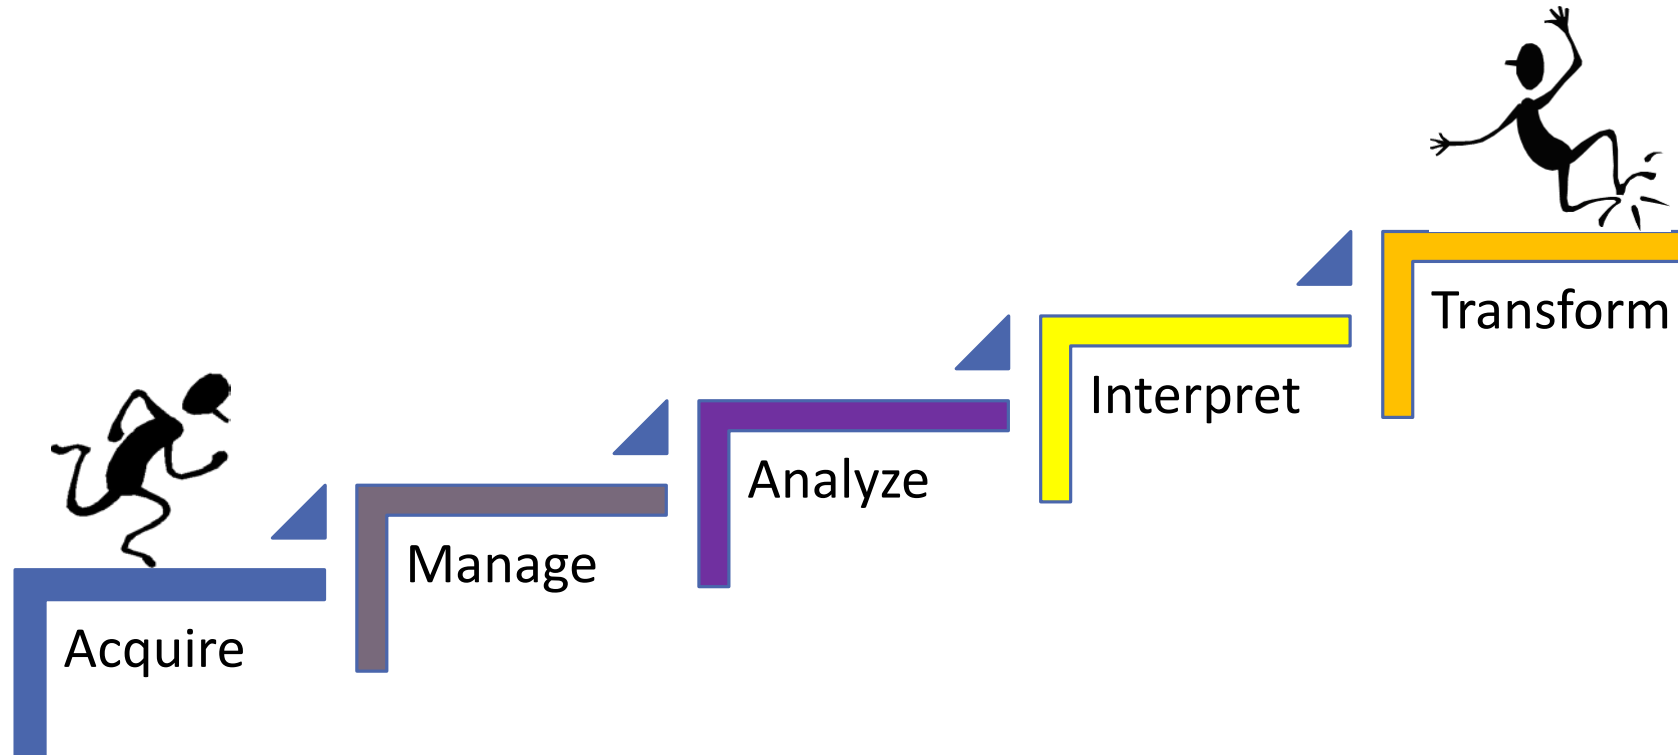 Acquire
Manage
Analyze
Interpret
Transform